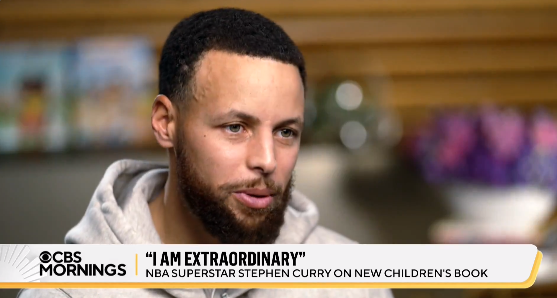 CBS
MORNINGS
“I AM EXTRAORDINARY”
NBA SUPERSTAR STEPHEN CURRY ON NEW CHILDREN'S BOOK